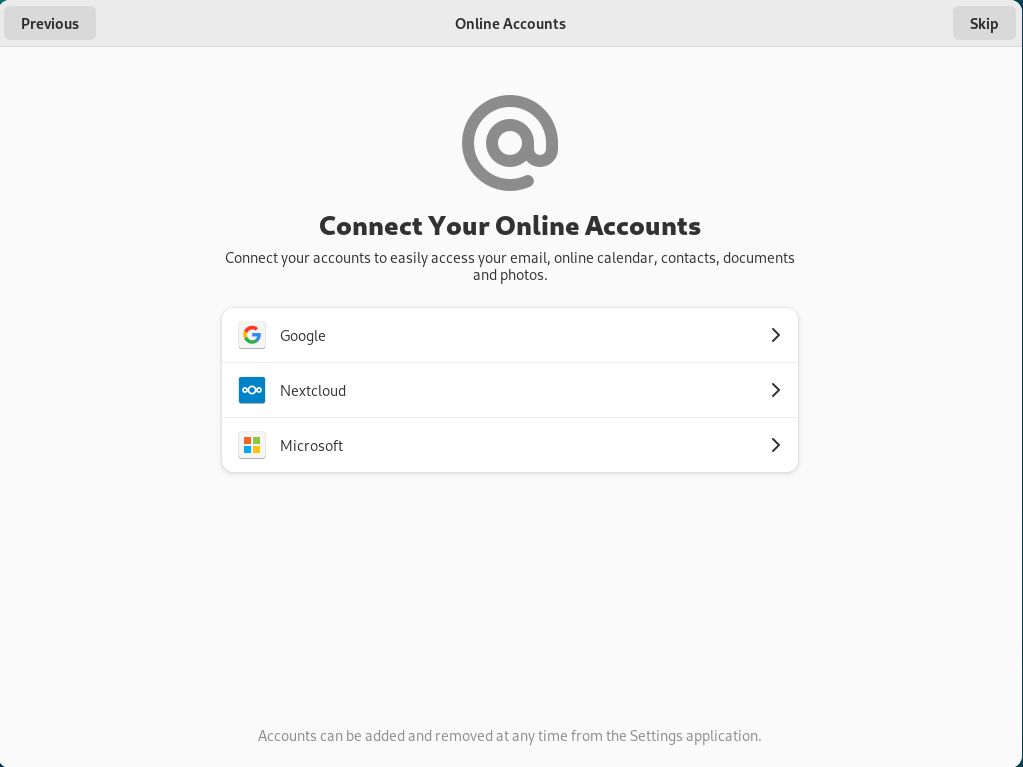 Previous
Online Accounts
Skip
Connect Your Online Accounts
Connect your accounts to easily access your email, online calendar, contacts, documents
and photos.
Google
Nextcloud
Microsoft
Accounts can be added and removed at any time from the Settings application.